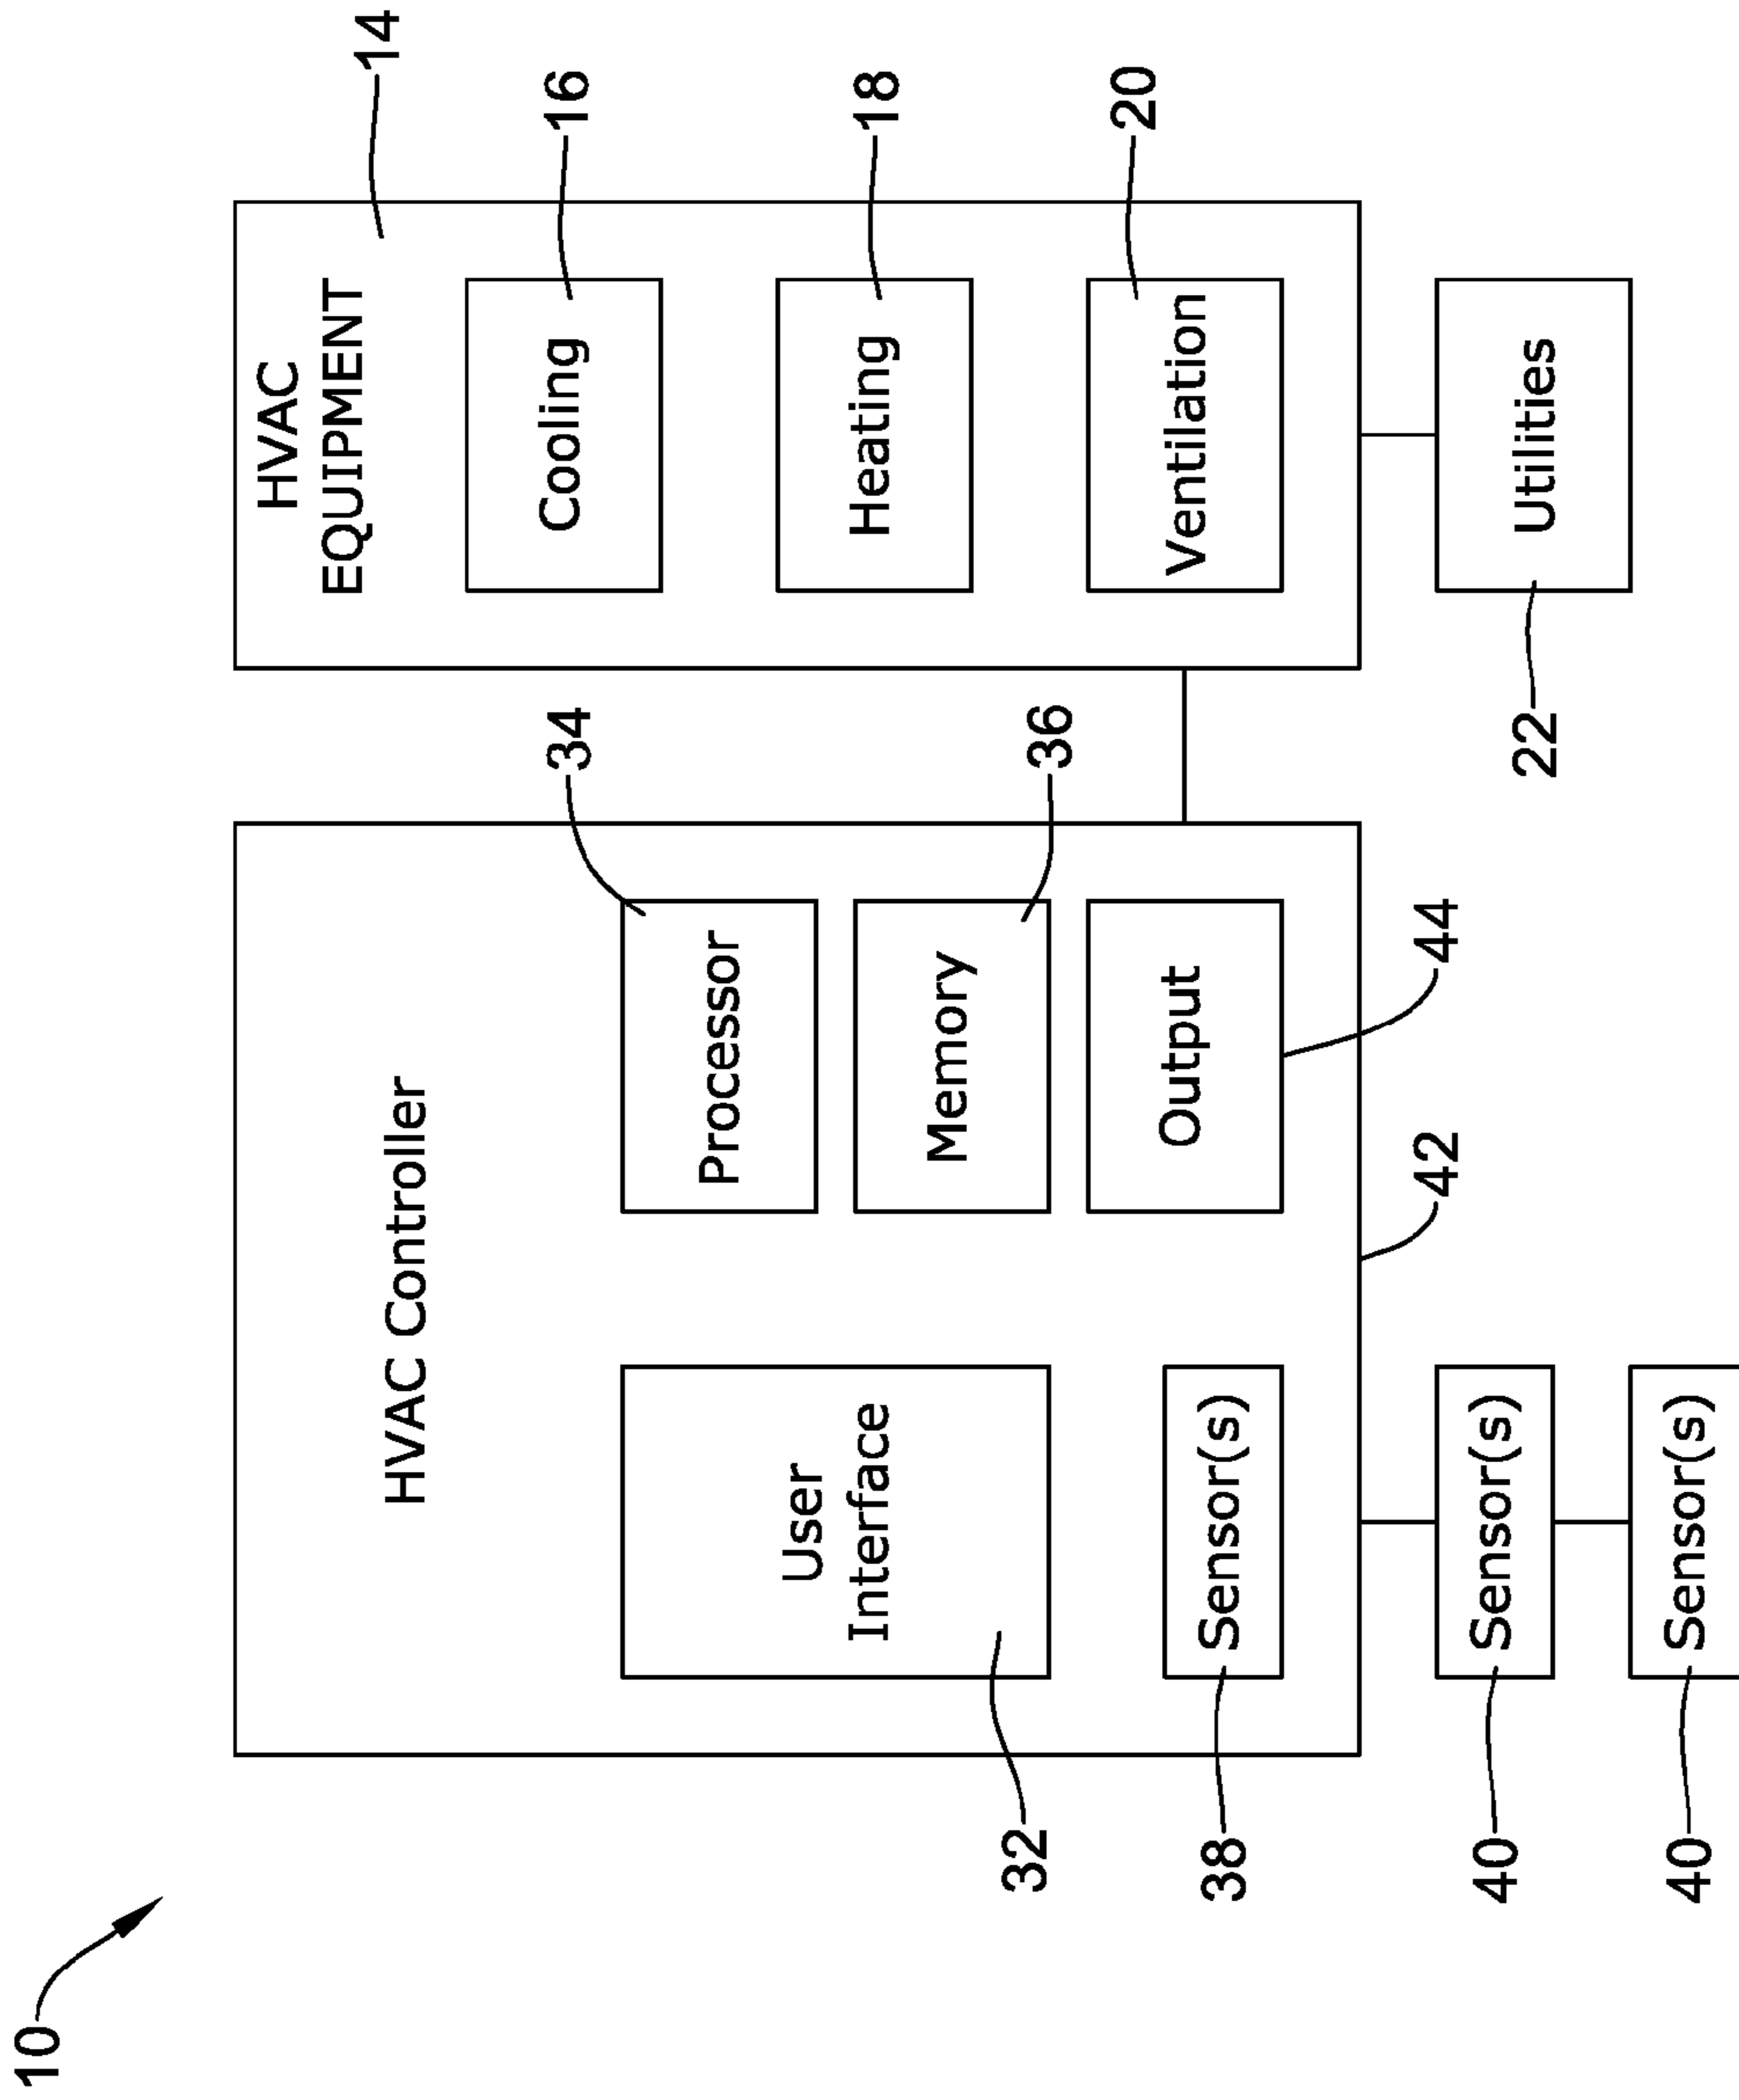 10
HVAC Controller
HVAC
EQUIPMENT
14
User
Interface
32
Processor
34
Cooling
16
Memory
36
Heating
18
Sensor(s)
38
Output
44
Ventilation
20
42
Sensor(s)
40
Utilities
22
Sensor(s)
40